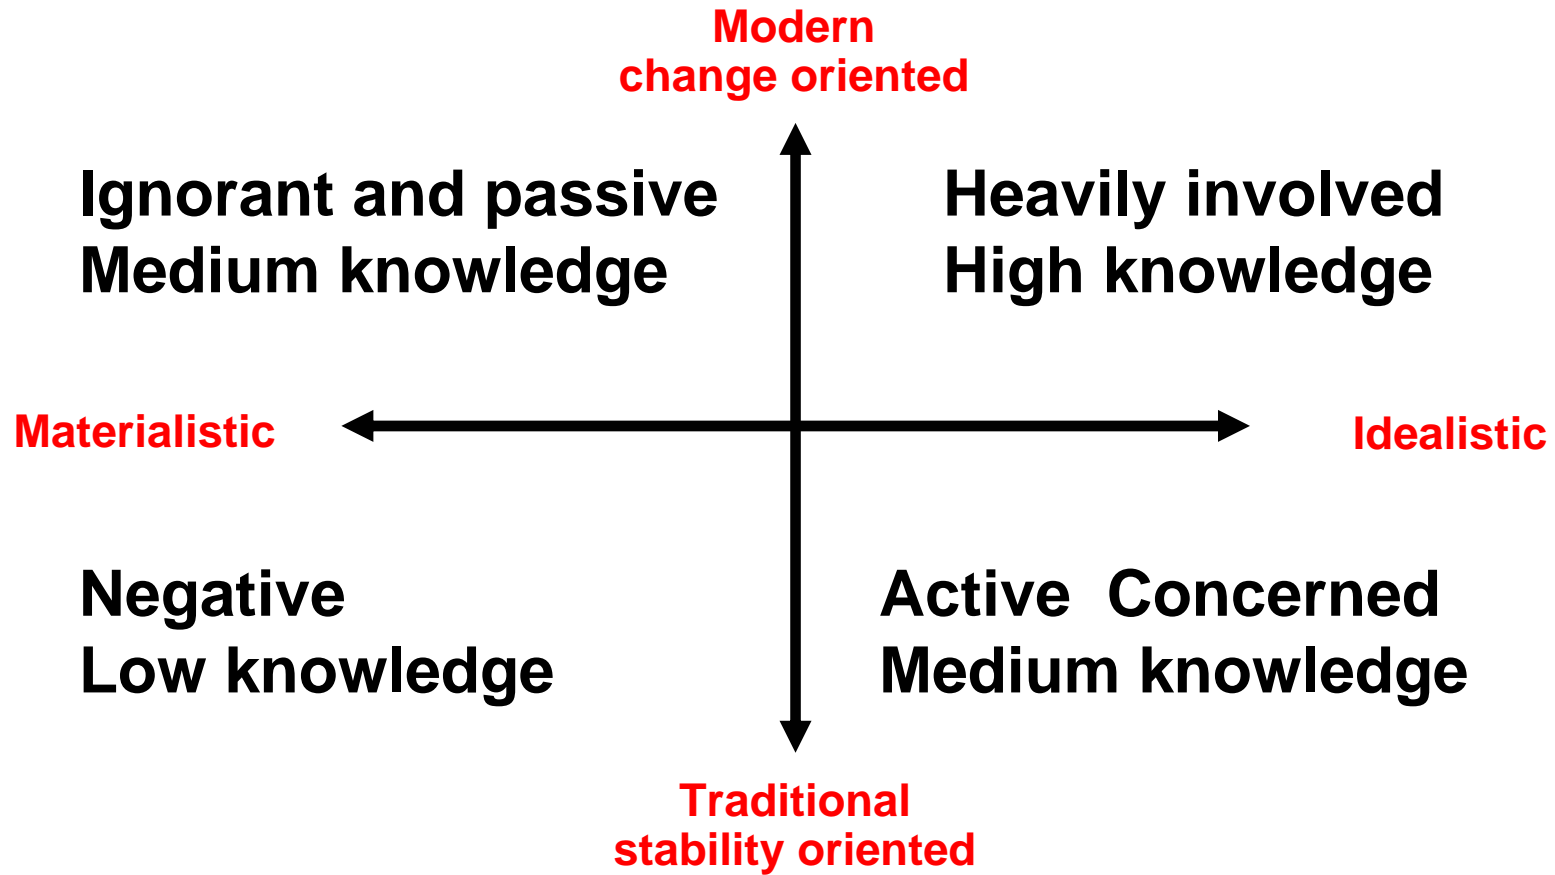 Modern
change oriented
Ignorant and passive
Medium knowledge
Heavily involved
High knowledge
Materialistic
Idealistic
Negative
Low knowledge
Active  Concerned
Medium knowledge
Traditional
stability oriented